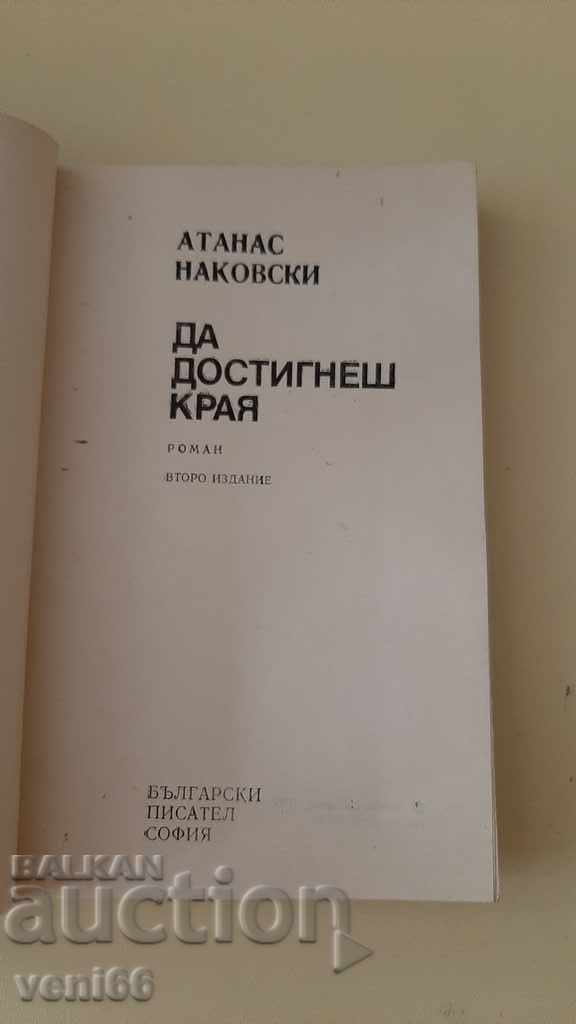 АТАНАС
НАКОВСКИ
ДА
ДОСТИГНЕШ
КРАЯ
РОМАН
ВТОРО ИЗДАНИЕ
БЪЛГАРСКИ
ПИСАТЕЛ
СОФИЯ
BALKAN
auction
veni66